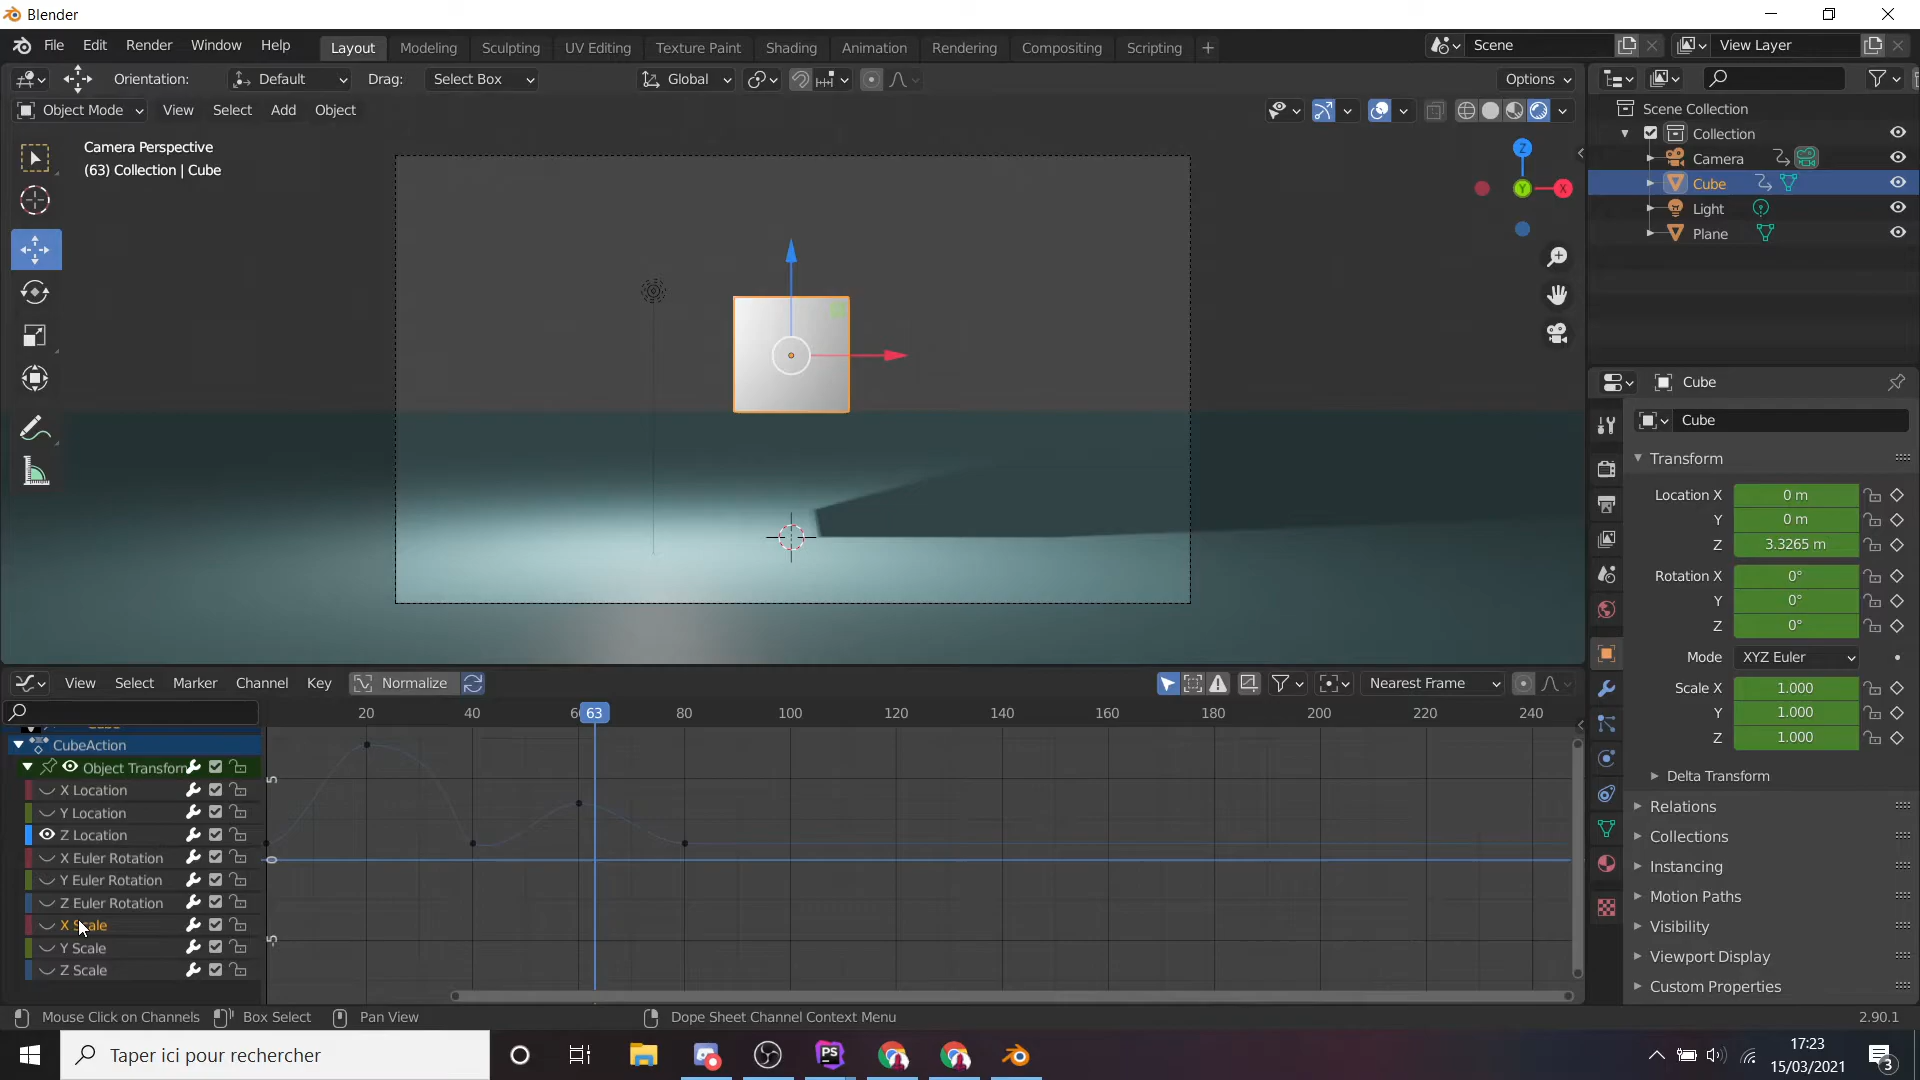 Blender
File Edit Render Window Help Layout Modeling Sculpting UV Editing Texture Paint Shading Animation Rendering Compositing Scripting + Scene View Layer
Orientation: Default Drag: Select Box Global Options
Object Mode View Select Add Object
Camera Perspective
(63) Collection | Cube
Z
Y
X
Scene Collection
Collection
Camera
Cube
Light
Plane
Cube
Cube
Transform
Location X 0 m
Y 0 m
Z 3.3265 m
Rotation X 0°
Y 0°
Z 0°
Mode XYZ Euler
Scale X 1.000
Y 1.000
Z 1.000
Delta Transform
Relations
Collections
Instancing
Motion Paths
Visibility
Viewport Display
Custom Properties
View Select Marker Channel Key Normalize Nearest Frame
20 40 63 80 100 120 140 160 180 200 220 240
CubeAction
Object Transform
X Location
Y Location
Z Location
X Euler Rotation
Y Euler Rotation
Z Euler Rotation
X Scale
Y Scale
Z Scale
5
0
-5
Mouse Click on Channels Box Select Pan View Dope Sheet Channel Context Menu 2.90.1
Taper ici pour rechercher
PS
17:23
15/03/2021
3